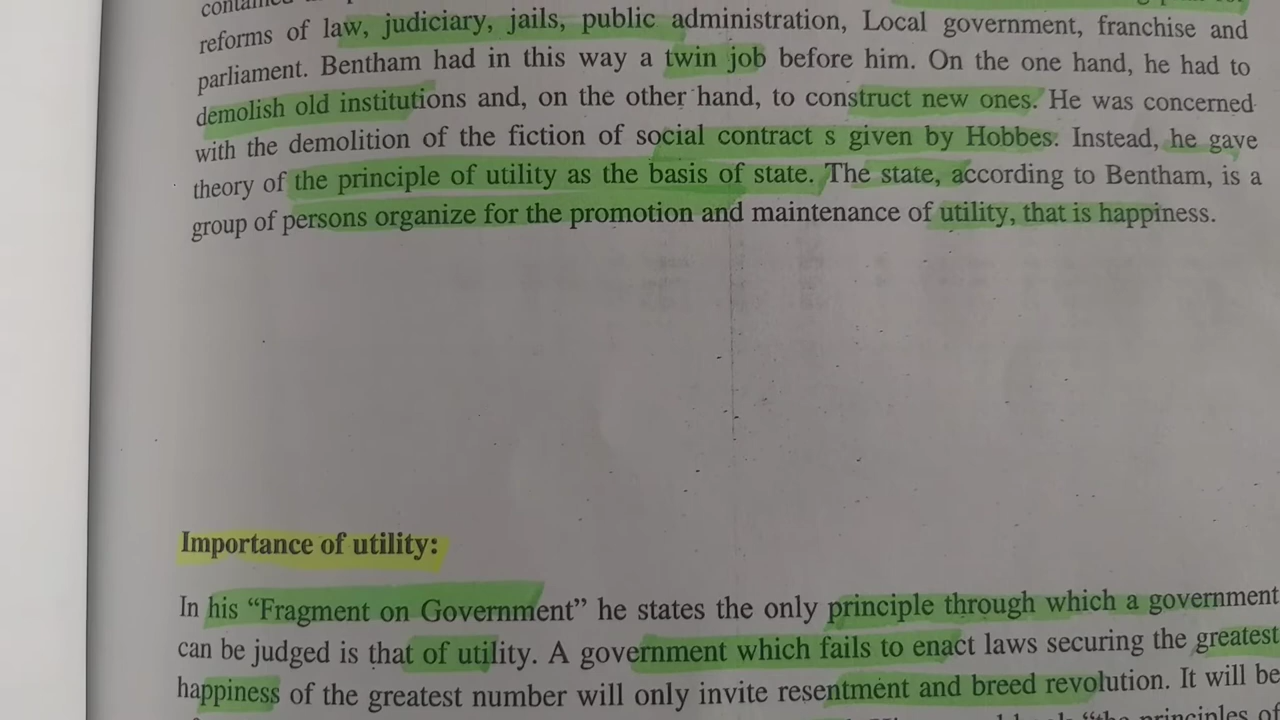 reforms of law, judiciary, jails, public administration, Local government, franchise and
parliament. Bentham had in this way a twin job before him. On the one hand, he had to
demolish old institutions and, on the other hand, to construct new ones. He was concerned
with the demolition of the fiction of social contract s given by Hobbes. Instead, he gave
theory of the principle of utility as the basis of state. The state, according to Bentham, is a
group of persons organize for the promotion and maintenance of utility, that is happiness.
Importance of utility:
In his “Fragment on Government” he states the only principle through which a government
can be judged is that of utility. A government which fails to enact laws securing the greatest
happiness of the greatest number will only invite resentment and breed revolution. It will be
“the principles of